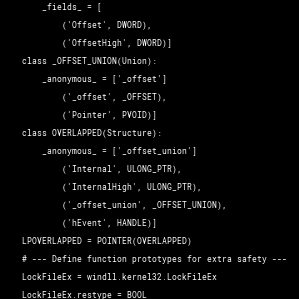 _fields_ = [
('Offset', DWORD),
('OffsetHigh', DWORD)]
class _OFFSET_UNION(Union):
_anonymous_ = ['_offset']
('_offset', _OFFSET),
('Pointer', PVOID)]
class OVERLAPPED(Structure):
_anonymous_ = ['_offset_union']
('Internal', ULONG_PTR),
('InternalHigh', ULONG_PTR),
('_offset_union', _OFFSET_UNION),
('hEvent', HANDLE)]
LPOVERLAPPED = POINTER(OVERLAPPED)
# --- Define function prototypes for extra safety ---
LockFileEx = windll.kernel32.LockFileEx
LockFileEx.restype = BOOL